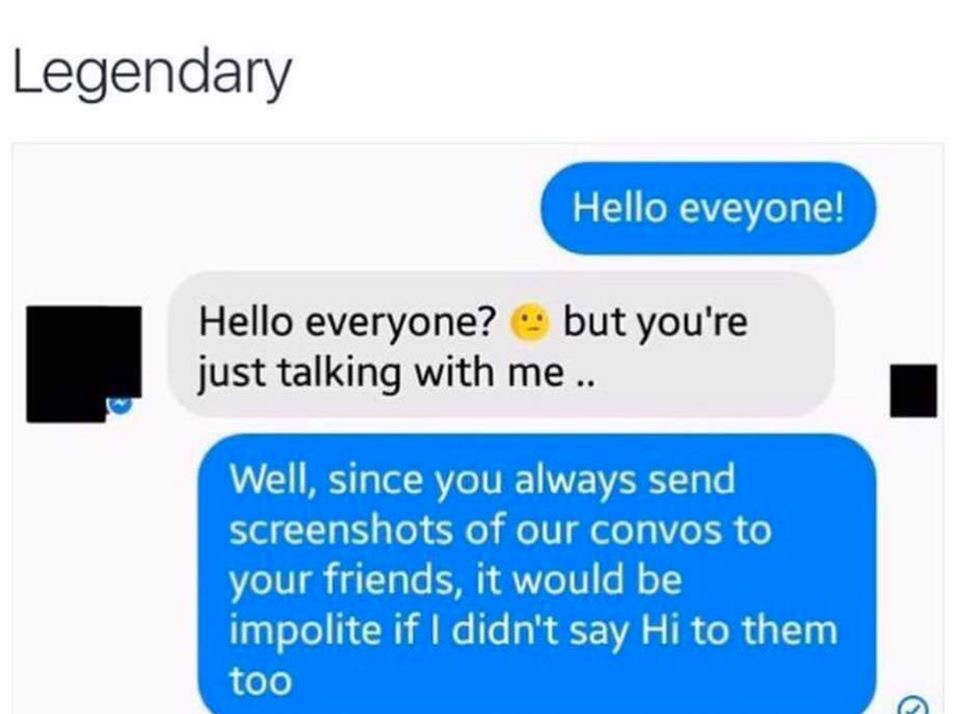 Legendary
Hello eveyone!
Hello everyone? 😐 but you're
just talking with me ..
Well, since you always send
screenshots of our convos to
your friends, it would be
impolite if I didn't say Hi to them
too